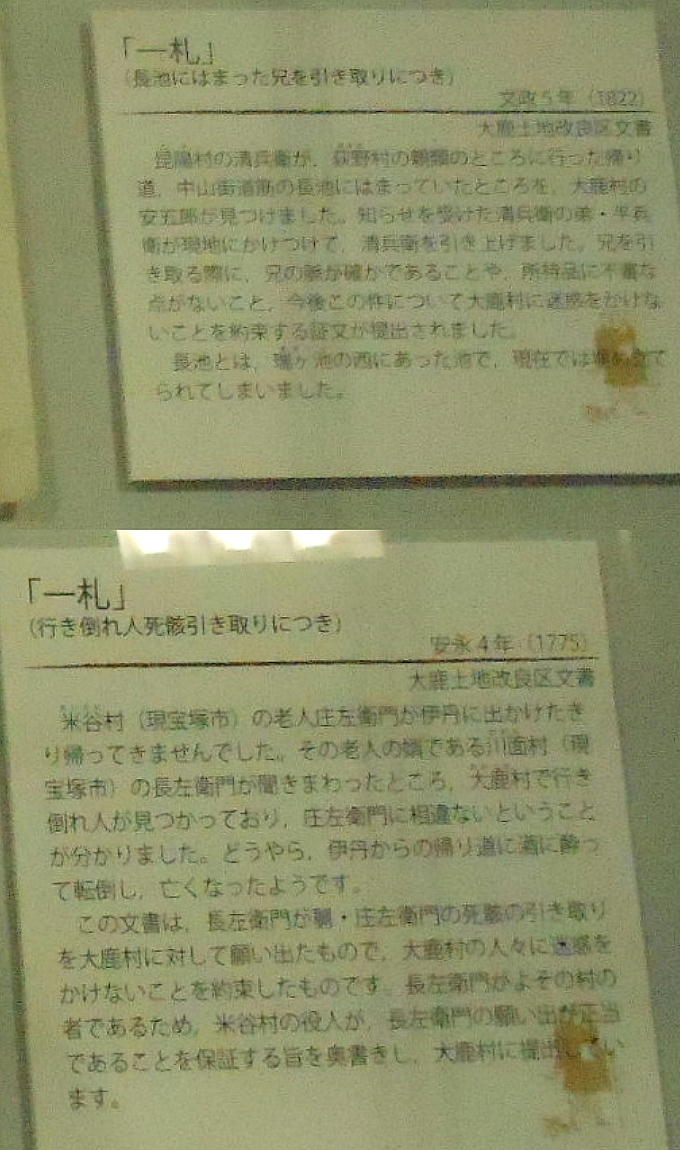 「一札」
（長池にはまった兄を引き取りにつき）
文政５年（1822）
大鹿土地改良区文書
昆陽村の清兵衛が、荻野村の親類のところに行った帰り
道、中山街道筋の長池にはまっていたところを、大鹿村の
安五郎が見つけました。知らせを受けた清兵衛の弟・平兵
衛が現地にかけつけて、清兵衛を引き上げました。兄を引
き取る際に、兄の脈が確かであることや、所持品に不審な
点がないこと、今後この件について大鹿村に迷惑をかけな
いことを約束する証文が提出されました。
長池とは、瑞ヶ池の西にあった池で、現在では埋め立て
られてしまいました。
「一札」
（行き倒れ人死骸引き取りにつき）
安永４年（1775）
大鹿土地改良区文書
米谷村（現宝塚市）の老人庄左衛門が伊丹に出かけたき
り帰ってきませんでした。その老人の婿である川面村（現
宝塚市）の長左衛門が聞きまわったところ、大鹿村で行き
倒れ人が見つかっており、庄左衛門に相違ないということ
が分かりました。どうやら、伊丹からの帰り道に酒に酔っ
て転倒し、亡くなったようです。
この文書は、長左衛門が舅・庄左衛門の死骸の引き取り
を大鹿村に対して願い出たもので、大鹿村の人々に迷惑を
かけないことを約束したものです。長左衛門がよその村の
者であるため、米谷村の役人が、長左衛門の願い出が正当
であることを保証する旨を奥書きし、大鹿村に提出してい
ます。